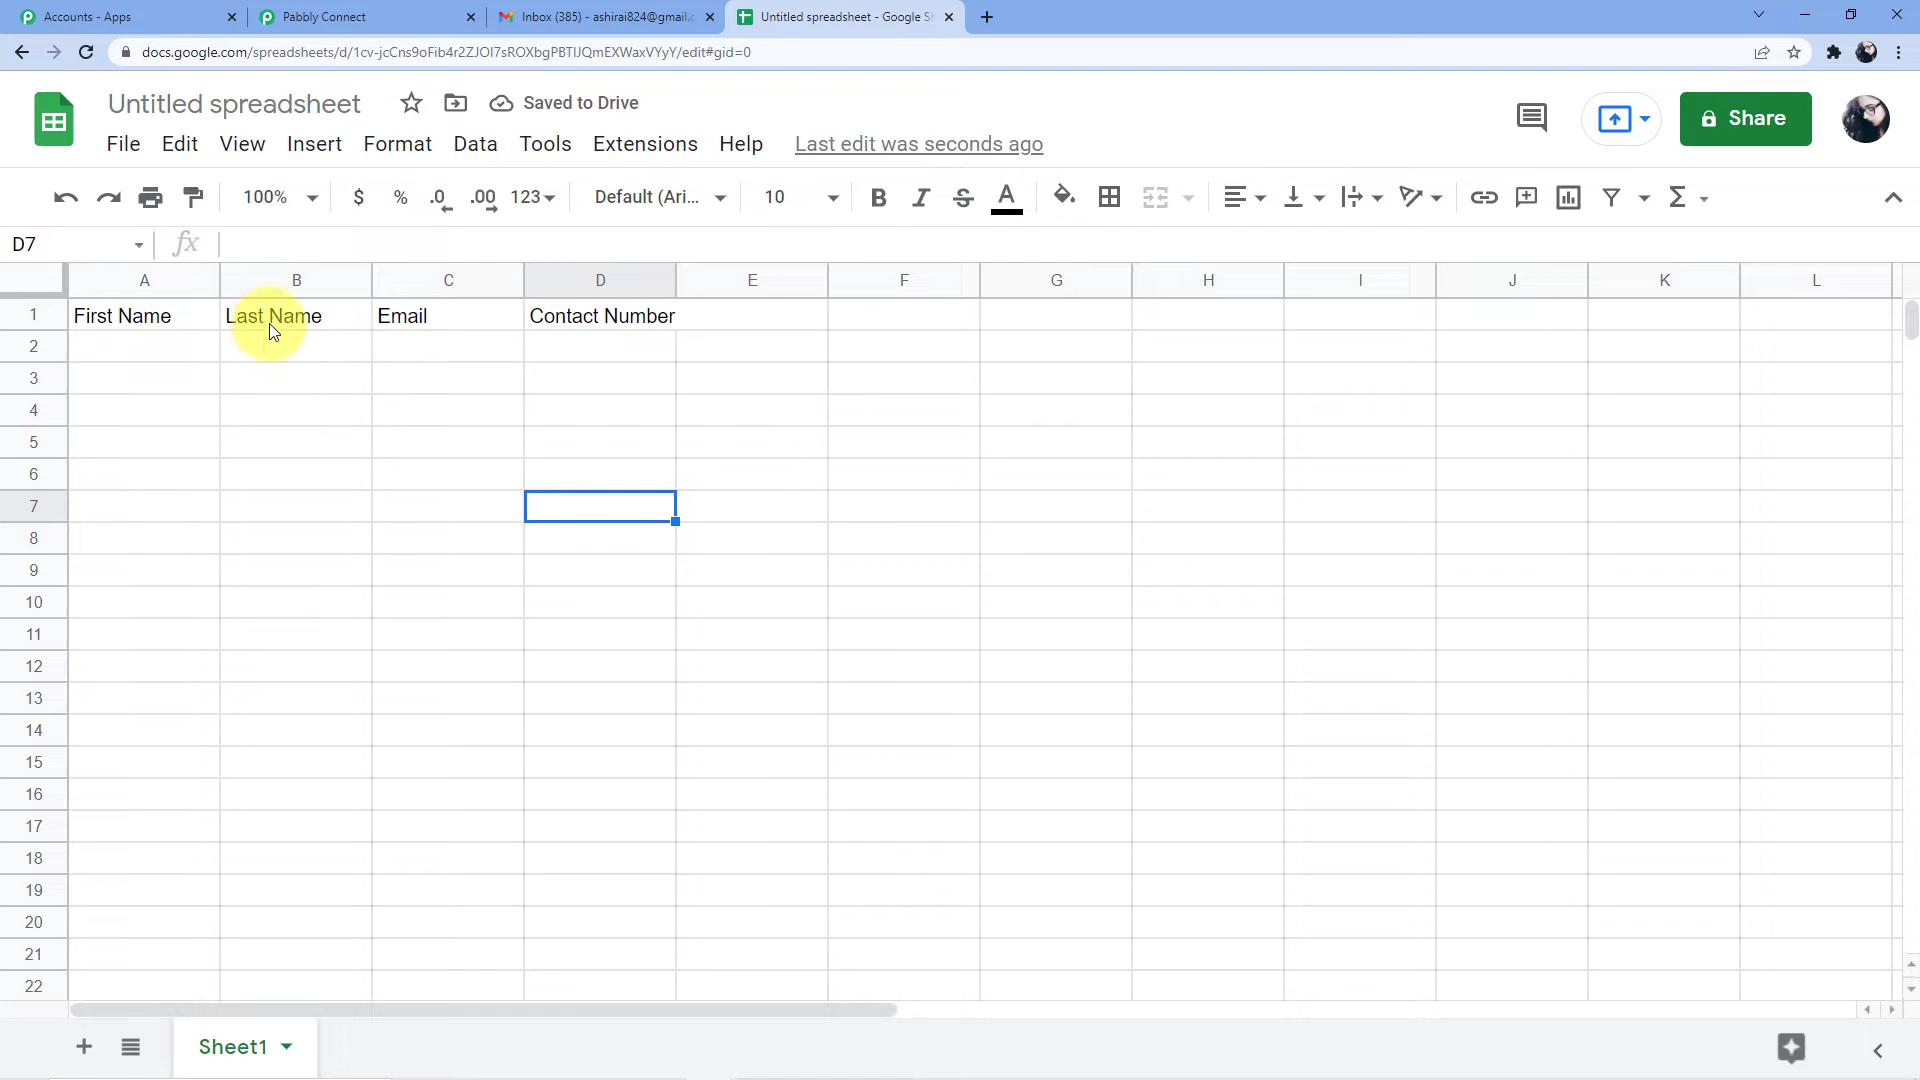 Accounts - Apps
Pabbly Connect
Inbox (385) - ashirai824@gmail.c
Untitled spreadsheet - Google S
docs.google.com/spreadsheets/d/1cv-jcCns9oFib4r2ZJOI7sROXbgPBTlJQmEXWaxVYyY/edit#gid=0
Untitled spreadsheet
Saved to Drive
Share
File Edit View Insert Format Data Tools Extensions Help Last edit was seconds ago
100% $ % .0 .00 123 Default (Ari... 10 B I S A Σ
D7 fx
A B C D E F G H I J K L
1 First Name Last Name Email Contact Number
2
3
4
5
6
7
8
9
10
11
12
13
14
15
16
17
18
19
20
21
22
Sheet1